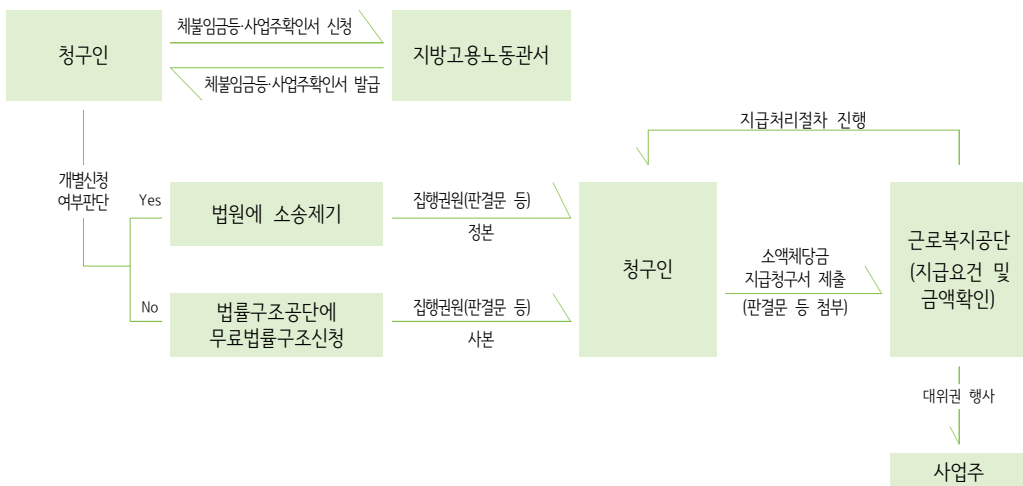 체불임금등·사업주확인서 신청
청구인
지방고용노동관서
체불임금등·사업주확인서 발급
지급처리절차 진행
개별신청
여부판단
Yes
법원에 소송제기
집행권원(판결문 등)
정본
No
법률구조공단에
무료법률구조신청
집행권원(판결문 등)
사본
청구인
소액체당금
지급청구서 제출
(판결문 등 첨부)
근로복지공단
(지급요건 및
금액확인)
대위권 행사
사업주